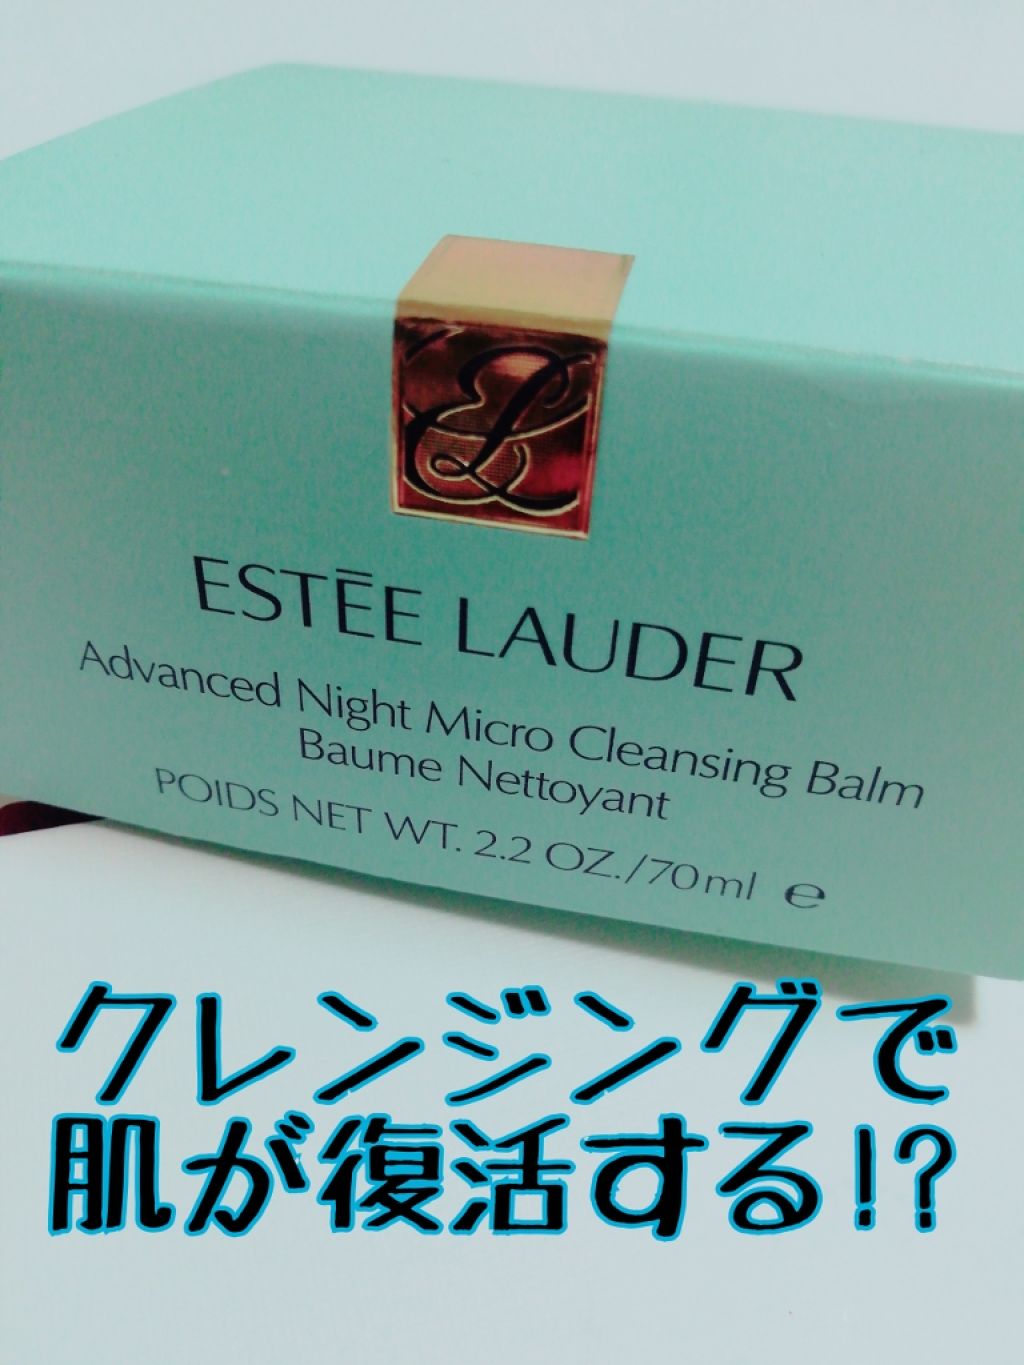 ESTĒE LAUDER
Advanced Night Micro Cleansing Balm
Baume Nettoyant
POIDS NET WT. 2.2 OZ./70ml ℮
クレンジングで
肌が復活する!?